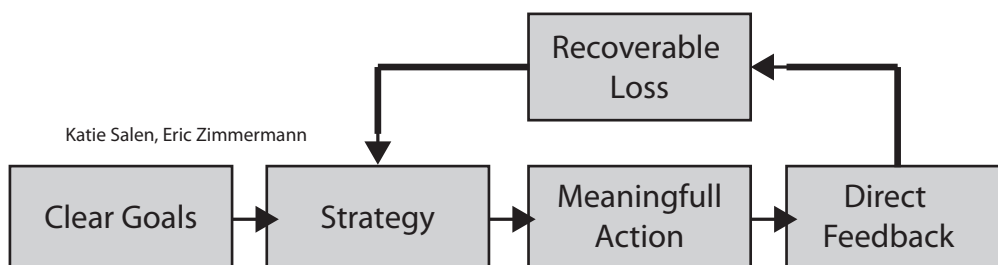 Recoverable
Loss
Katie Salen, Eric Zimmermann
Clear Goals
Strategy
Meaningfull
Action
Direct
Feedback